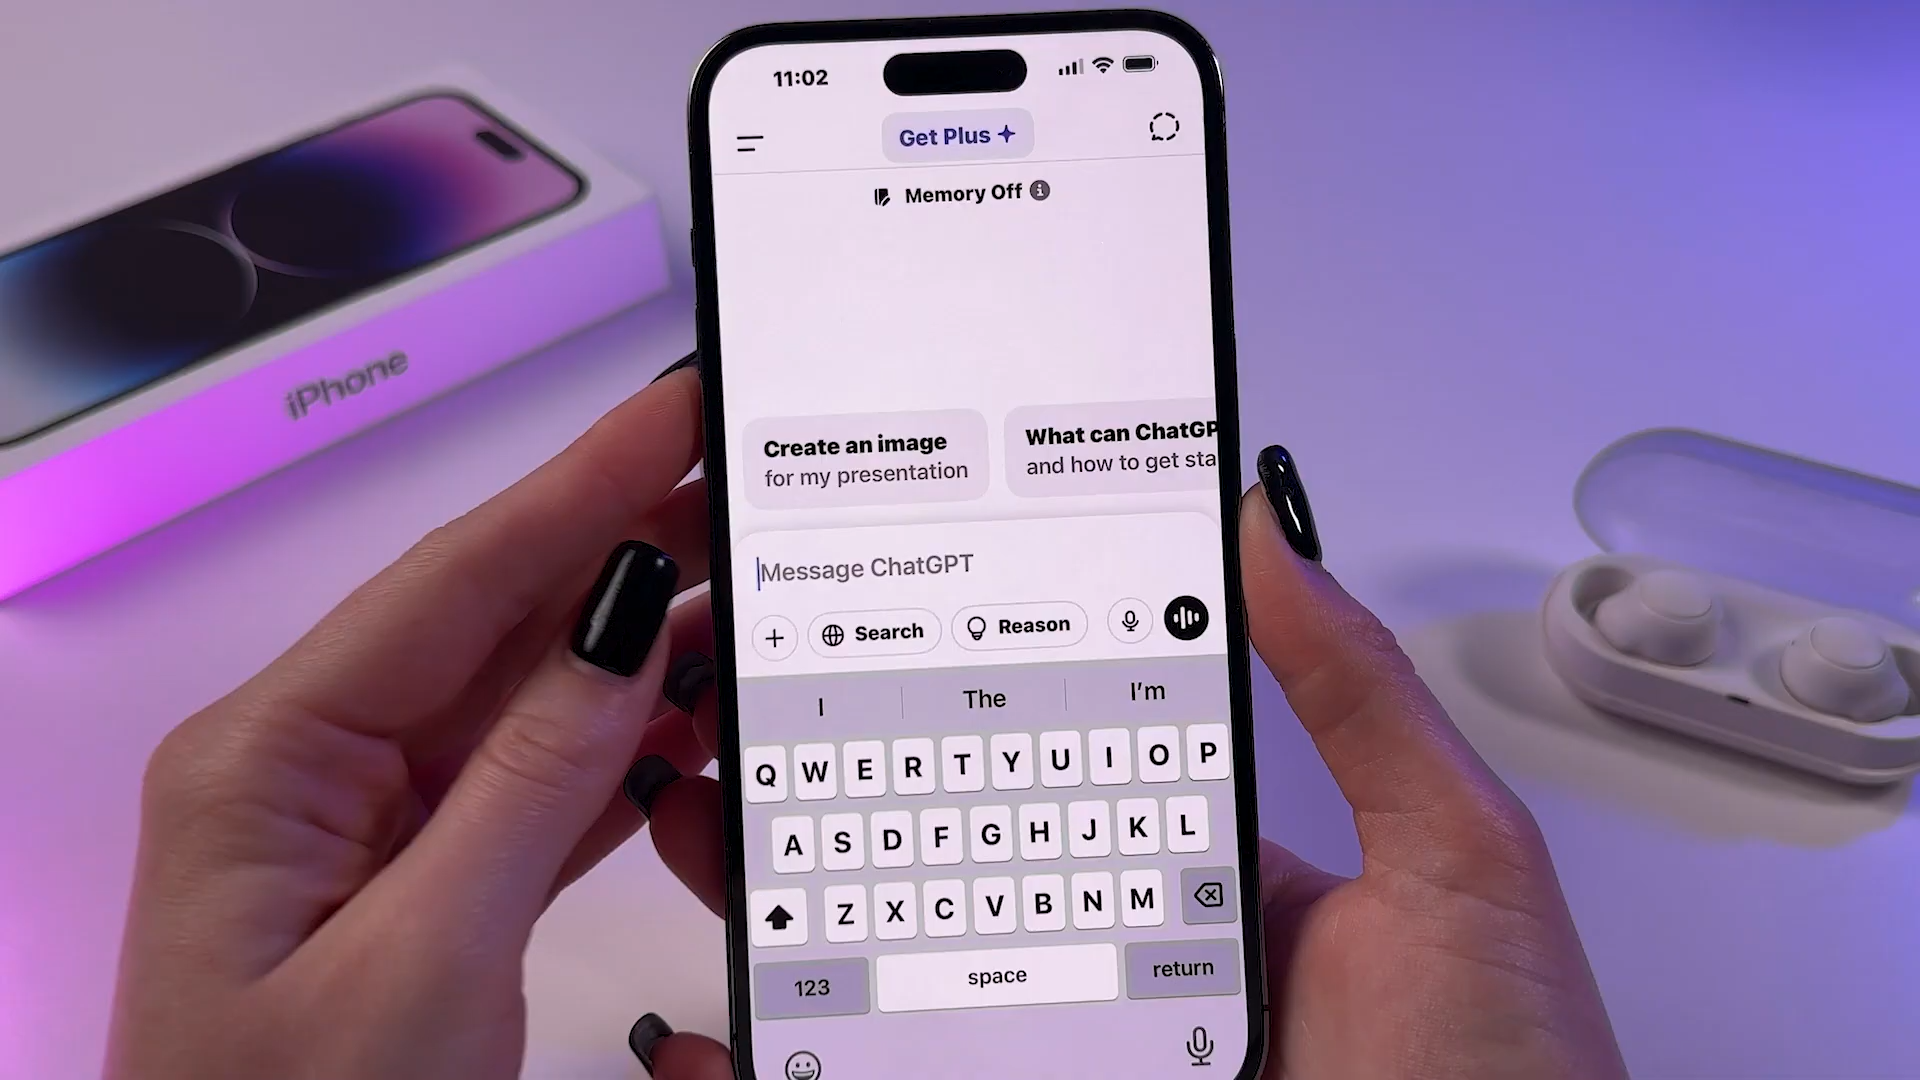 11:02
Get Plus
Memory Off
iPhone
Create an image
for my presentation
What can ChatGP
and how to get sta
Message ChatGPT
Search
Reason
I
The
I'm
Q W E R T Y U I O P
A S D F G H J K L
Z X C V B N M
123
space
return